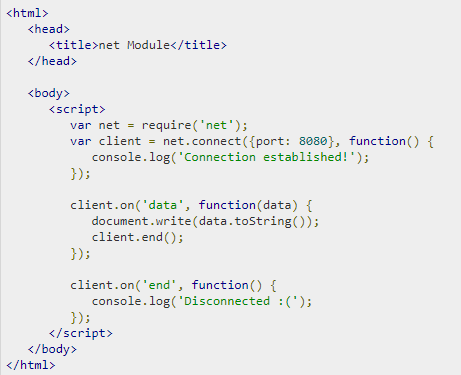 <html>
   <head>
      <title>net Module</title>
   </head>

   <body>
      <script>
         var net = require('net');
         var client = net.connect({port: 8080}, function() {
            console.log('Connection established!');
         });

         client.on('data', function(data) {
            document.write(data.toString());
            client.end();
         });

         client.on('end', function() {
            console.log('Disconnected :(');
         });
      </script>
   </body>
</html>